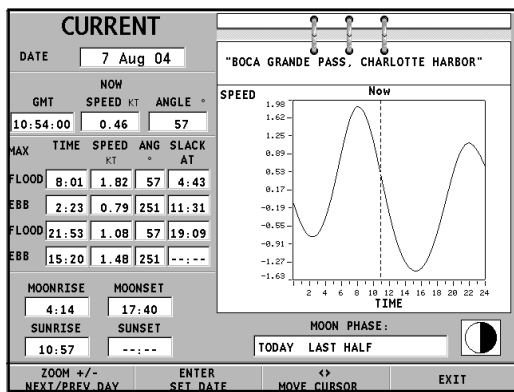 CURRENT
DATE 7 Aug 04
NOW
GMT SPEED KT ANGLE °
10:54:00 0.46 57
MAX TIME SPEED KT ANG ° SLACK AT
FLOOD 8:01 1.82 57 4:43
EBB 2:23 0.79 251 11:31
FLOOD 21:53 1.08 57 19:09
EBB 15:20 1.48 251 --:--
MOONRISE MOONSET
4:14 17:40
SUNRISE SUNSET
10:57 --:--
"BOCA GRANDE PASS, CHARLOTTE HARBOR"
SPEED Now
1.98
1.62
1.25
0.89
0.53
0.17
-0.19
-0.55
-0.91
-1.27
-1.63
2 4 6 8 10 12 14 16 18 20 22 24
TIME
MOON PHASE:
TODAY LAST HALF
ZOOM +/- ENTER <> EXIT
NEXT/PREV.DAY SET DATE MOVE CURSOR